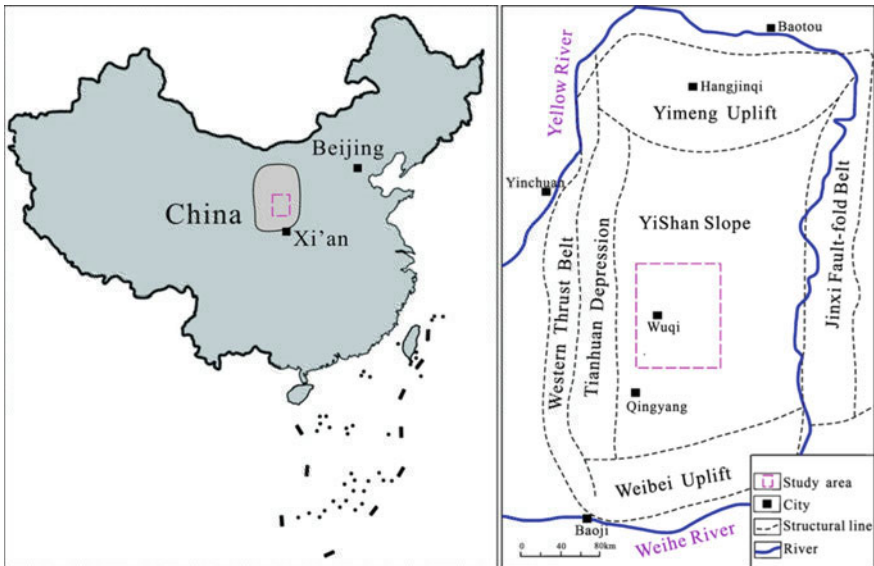 Beijing
China
Xi'an
Baotou
Yellow River
Hangjinqi
Yimeng Uplift
Yinchuan
YiShan Slope
Western Thrust Belt
Tianhuan Depression
Jinxi Fault-fold Belt
Wuqi
Qingyang
Weibei Uplift
Baoji
Weihe River
0 40 80km
Study area
City
Structural line
River